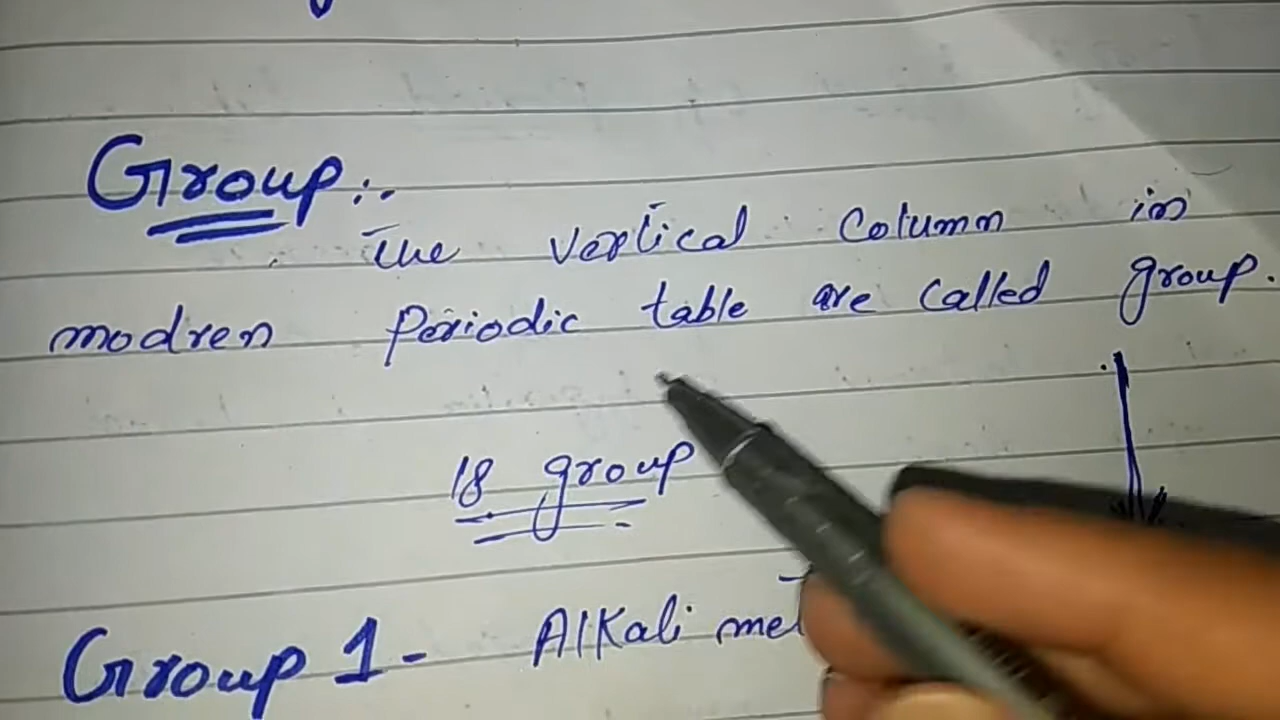 Group:-
The vertical column in
modren periodic table are called group.
18 group
Group 1- Alkali